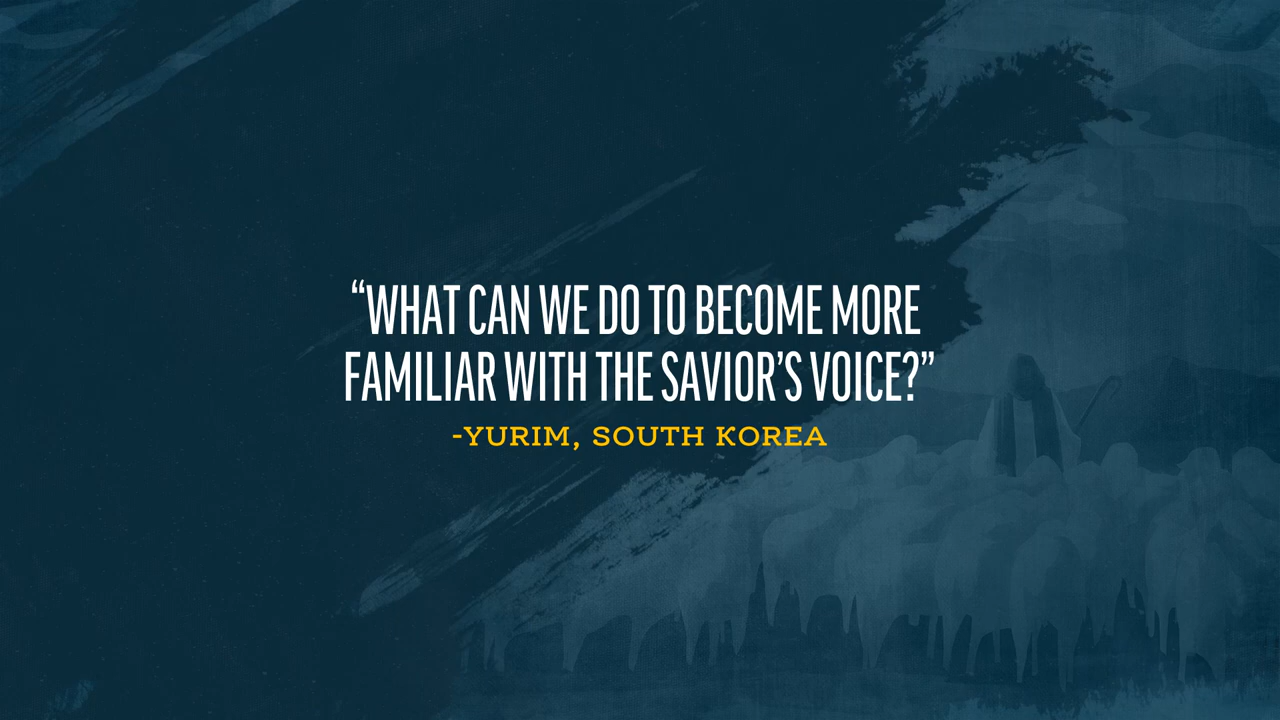 “WHAT CAN WE DO TO BECOME MORE
FAMILIAR WITH THE SAVIOR’S VOICE?”
-YURIM, SOUTH KOREA